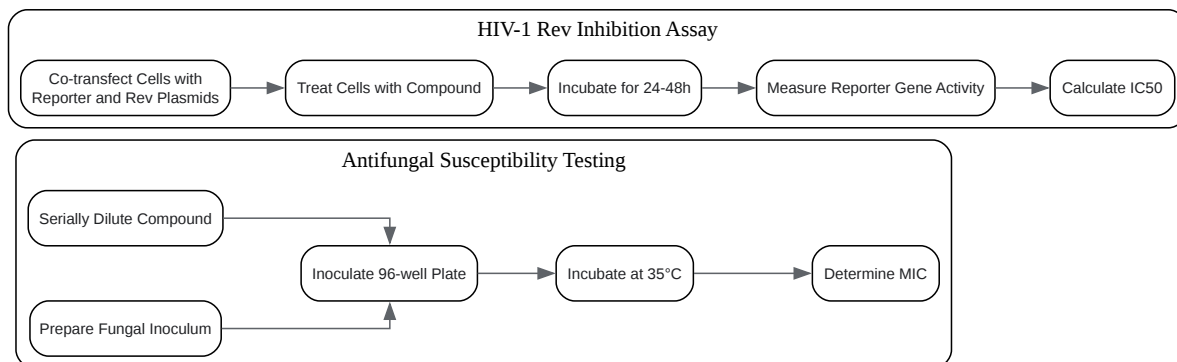 HIV-1 Rev Inhibition Assay
Co-transfect Cells with
Reporter and Rev Plasmids
Treat Cells with Compound
Incubate for 24-48h
Measure Reporter Gene Activity
Calculate IC50
Antifungal Susceptibility Testing
Serially Dilute Compound
Prepare Fungal Inoculum
Inoculate 96-well Plate
Incubate at 35°C
Determine MIC